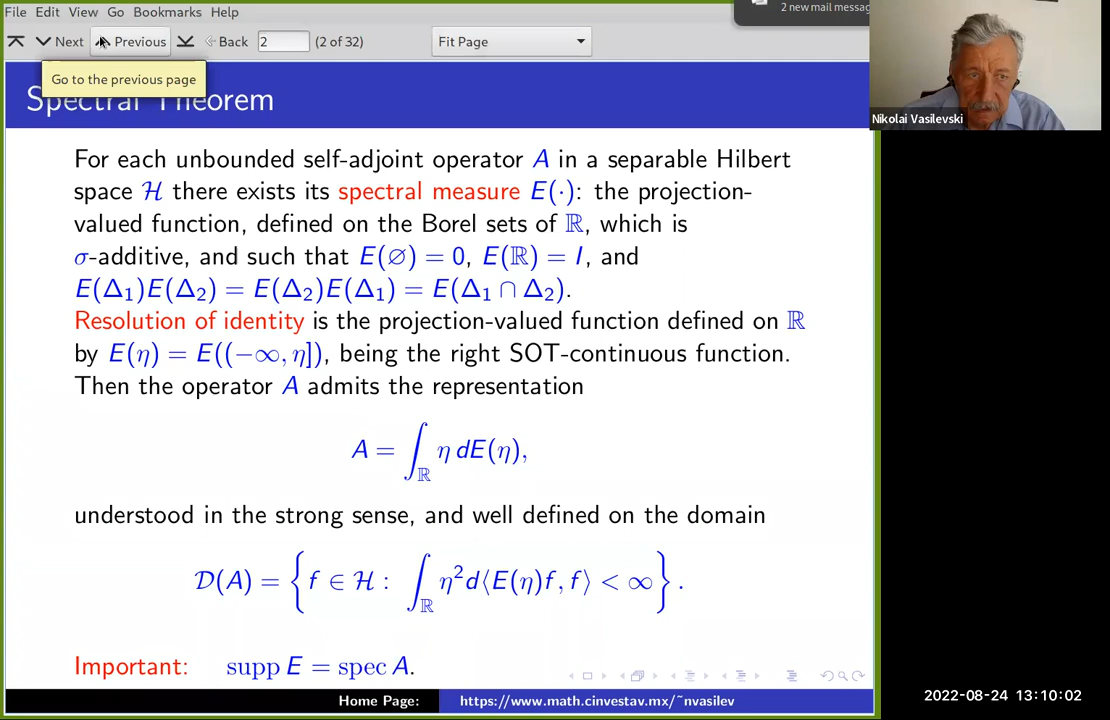 File Edit View Go Bookmarks Help
2 new mail messag
Next Previous Back 2 (2 of 32) Fit Page
Go to the previous page
Spectral Theorem
Nikolai Vasilevski
For each unbounded self-adjoint operator A in a separable Hilbert
space ℋ there exists its spectral measure E(·): the projection-
valued function, defined on the Borel sets of ℝ, which is
σ-additive, and such that E(∅) = 0, E(ℝ) = I, and
E(Δ₁)E(Δ₂) = E(Δ₂)E(Δ₁) = E(Δ₁ ∩ Δ₂).
Resolution of identity is the projection-valued function defined on ℝ
by E(η) = E((−∞, η]), being the right SOT-continuous function.
Then the operator A admits the representation
A = ∫_ℝ η dE(η),
understood in the strong sense, and well defined on the domain
𝒟(A) = { f ∈ ℋ : ∫_ℝ η² d⟨E(η)f, f⟩ < ∞ }.
Important: supp E = spec A.
Home Page: https://www.math.cinvestav.mx/~nvasilev
2022-08-24 13:10:02